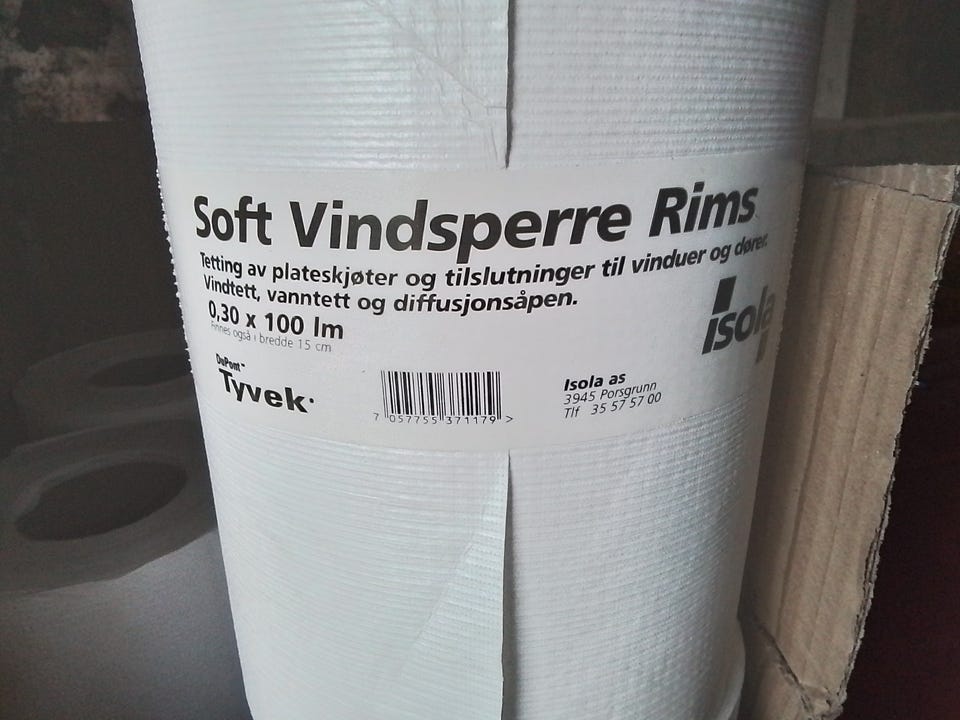 Soft Vindsperre Rims
Tetting av plateskjøter og tilslutninger til vinduer og dører.
Vindtett, vanntett og diffusjonsåpen.
0,30 x 100 lm
Finnes også i bredde 15 cm
DuPont™
Tyvek.
7 057755 371179 >
Isola as
3945 Porsgrunn
Tlf 35 57 57 00
isola